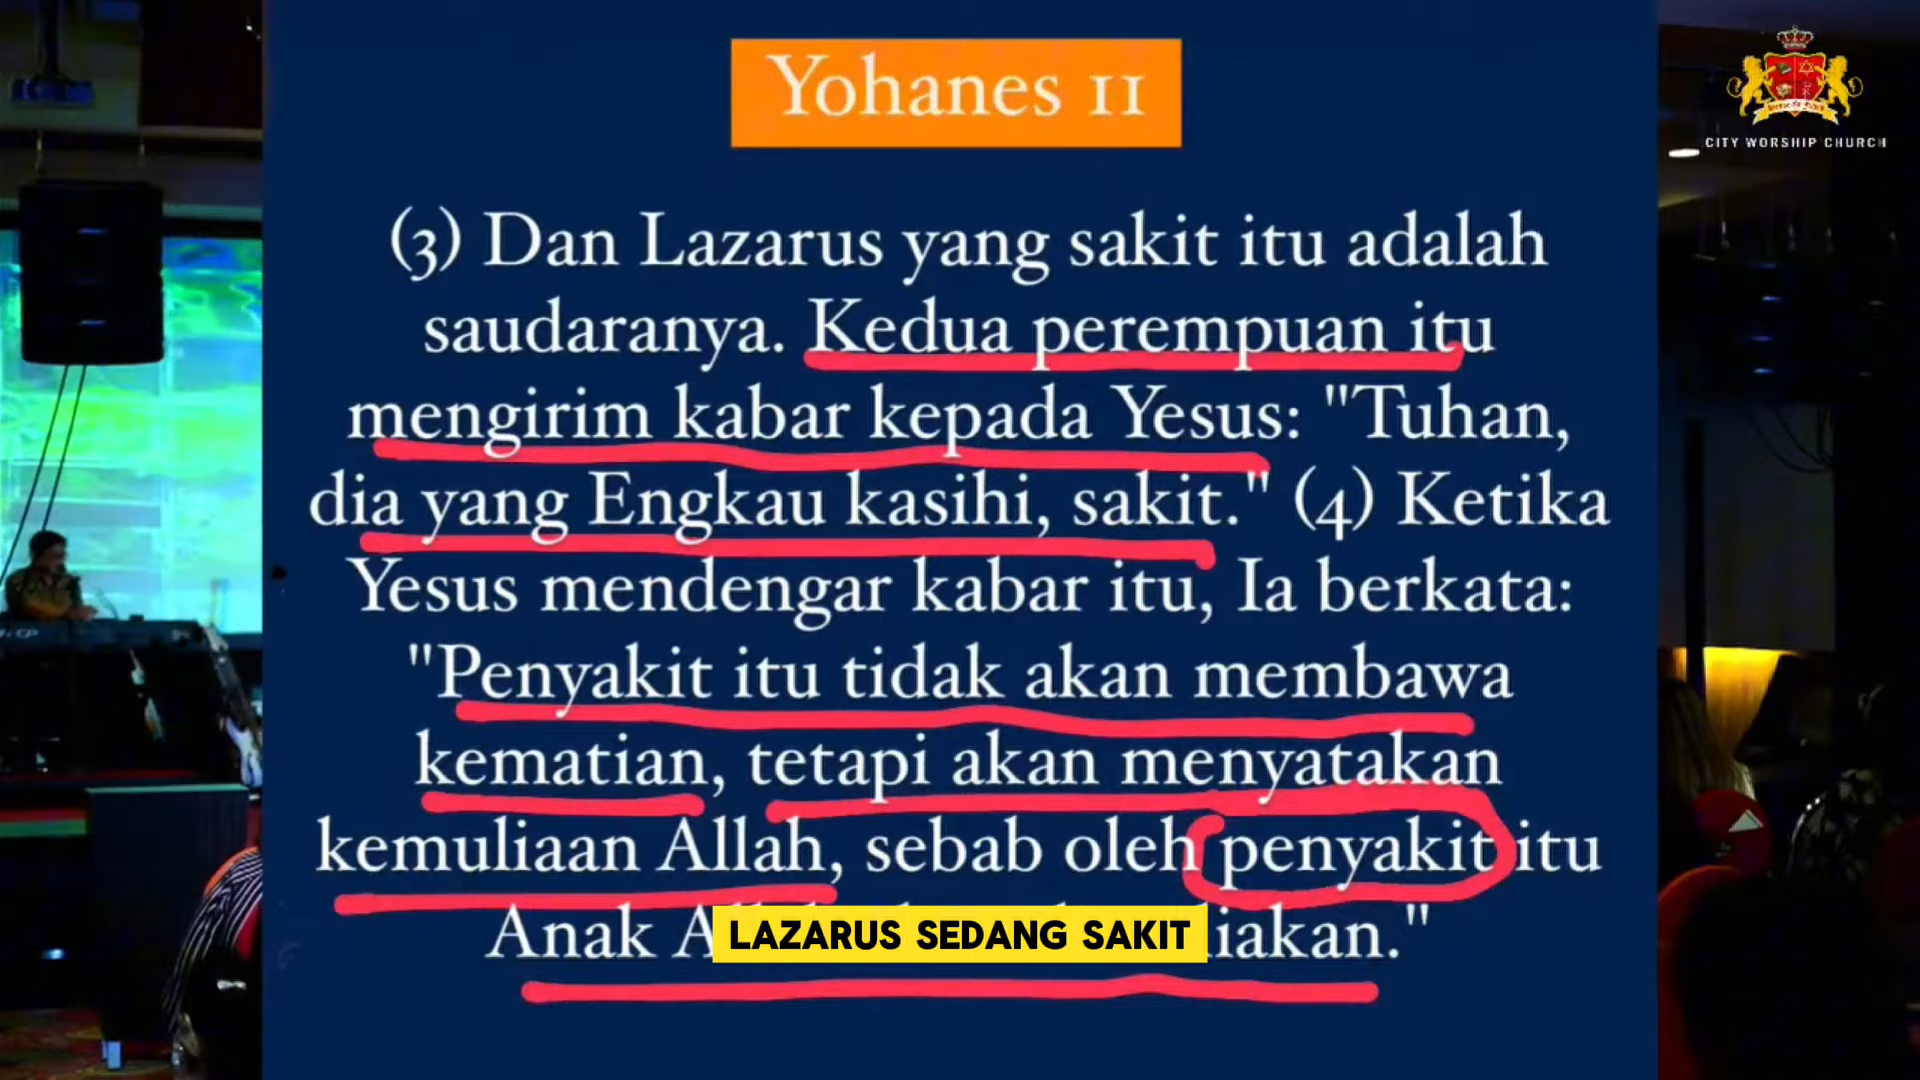 Yohanes 11
CITY WORSHIP CHURCH
(3) Dan Lazarus yang sakit itu adalah
saudaranya. Kedua perempuan itu
mengirim kabar kepada Yesus: "Tuhan,
dia yang Engkau kasihi, sakit." (4) Ketika
Yesus mendengar kabar itu, Ia berkata:
"Penyakit itu tidak akan membawa
kematian, tetapi akan menyatakan
kemuliaan Allah, sebab oleh penyakit itu
Anak iakan."
LAZARUS SEDANG SAKIT